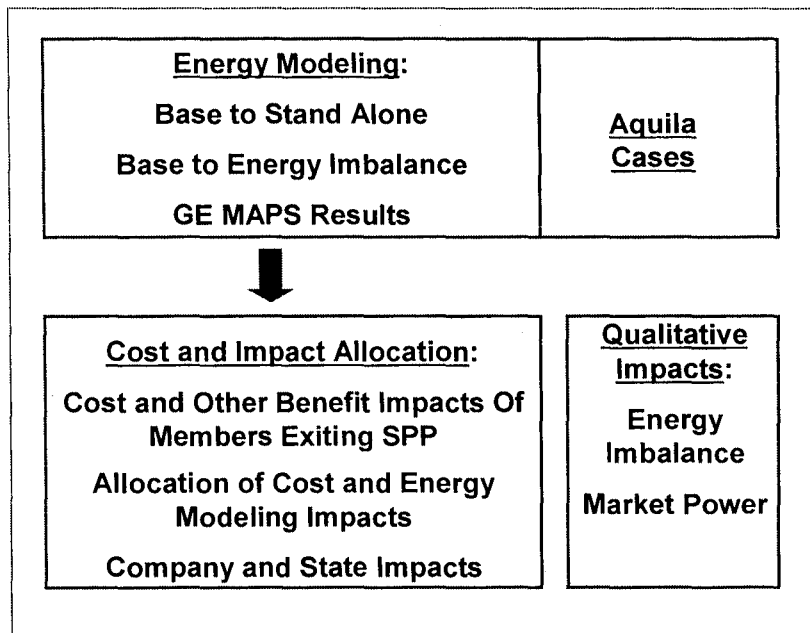 Energy Modeling:
Base to Stand Alone
Base to Energy Imbalance
GE MAPS Results
Aquila
Cases
Cost and Impact Allocation:
Cost and Other Benefit Impacts Of
Members Exiting SPP
Allocation of Cost and Energy
Modeling Impacts
Company and State Impacts
Qualitative
Impacts:
Energy
Imbalance
Market Power